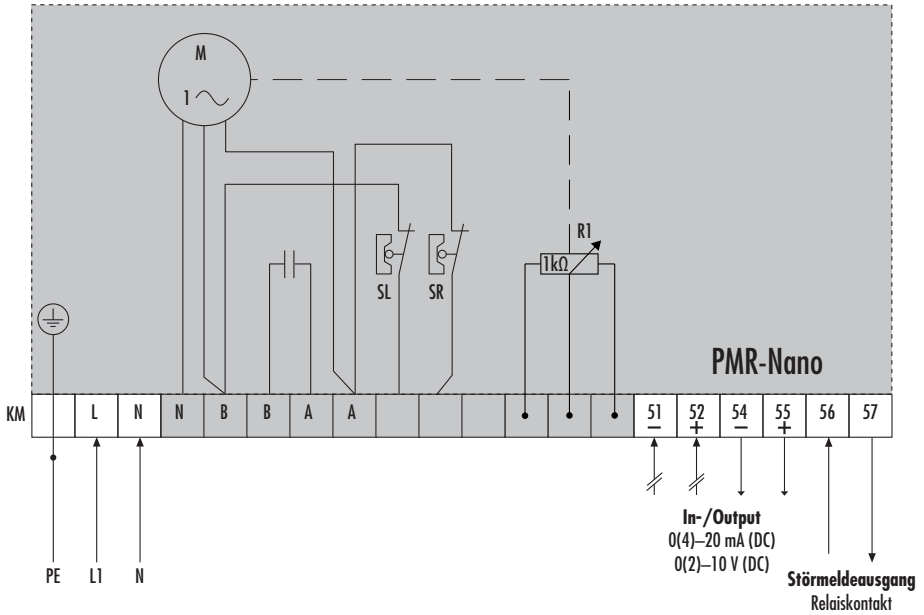 M
1
R1
1kΩ
SL SR
PMR-Nano
KM L N N B B A A 51 52 54 55 56 57
− + − +
In-/Output
0(4)–20 mA (DC)
0(2)–10 V (DC)
PE L1 N
Störmeldeausgang
Relaiskontakt